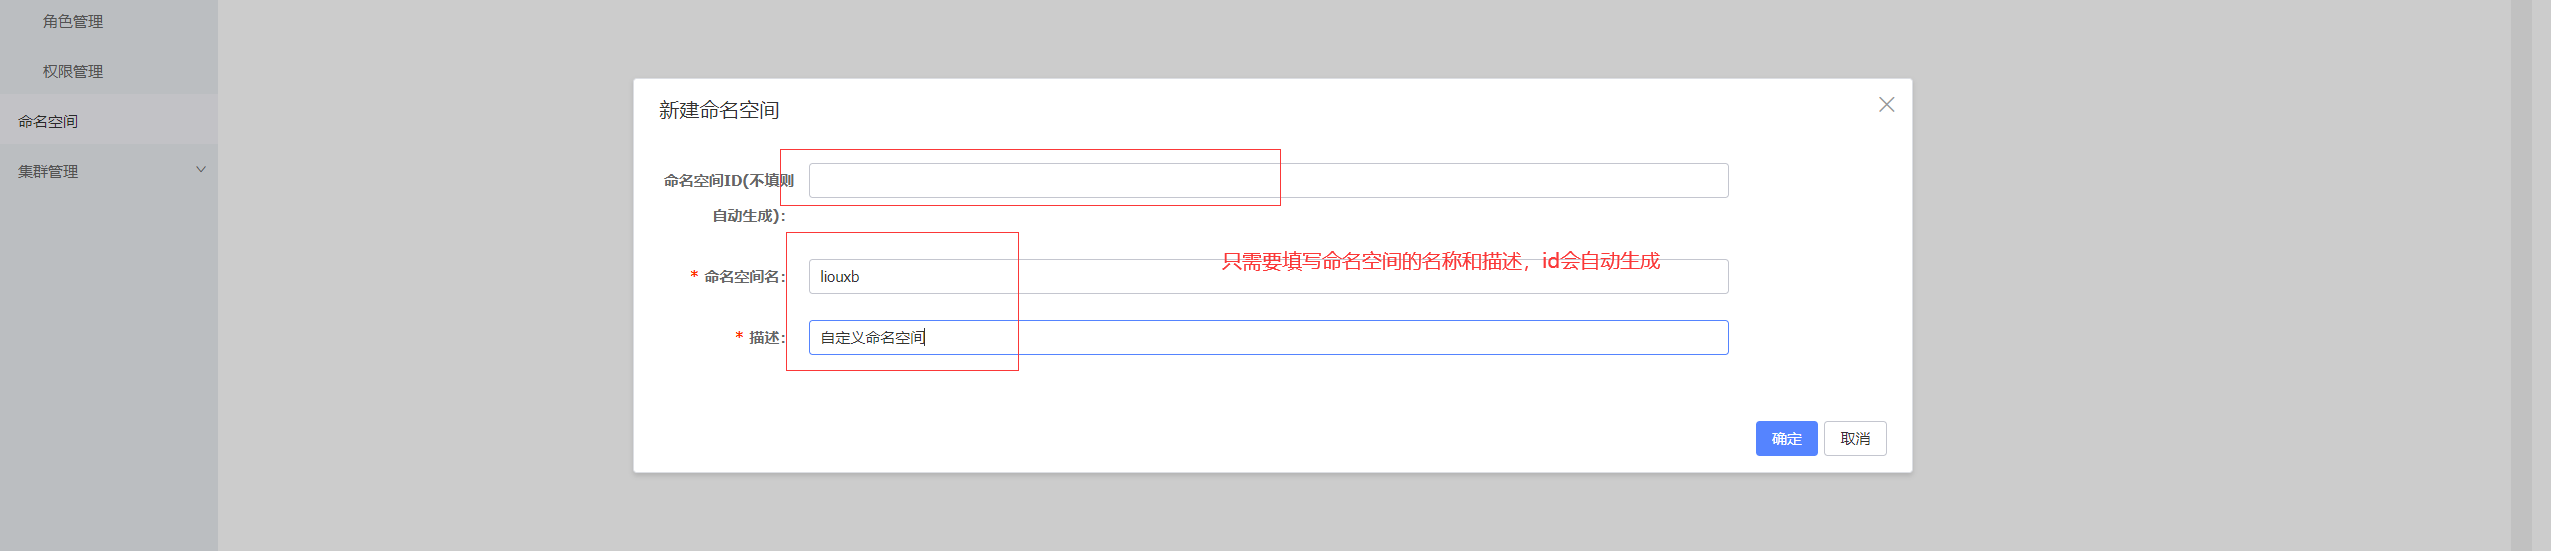 角色管理
权限管理
命名空间
集群管理
新建命名空间
命名空间ID(不填则
自动生成):
只需要填写命名空间的名称和描述，id会自动生成
* 命名空间名: liouxb
* 描述: 自定义命名空间
确定 取消